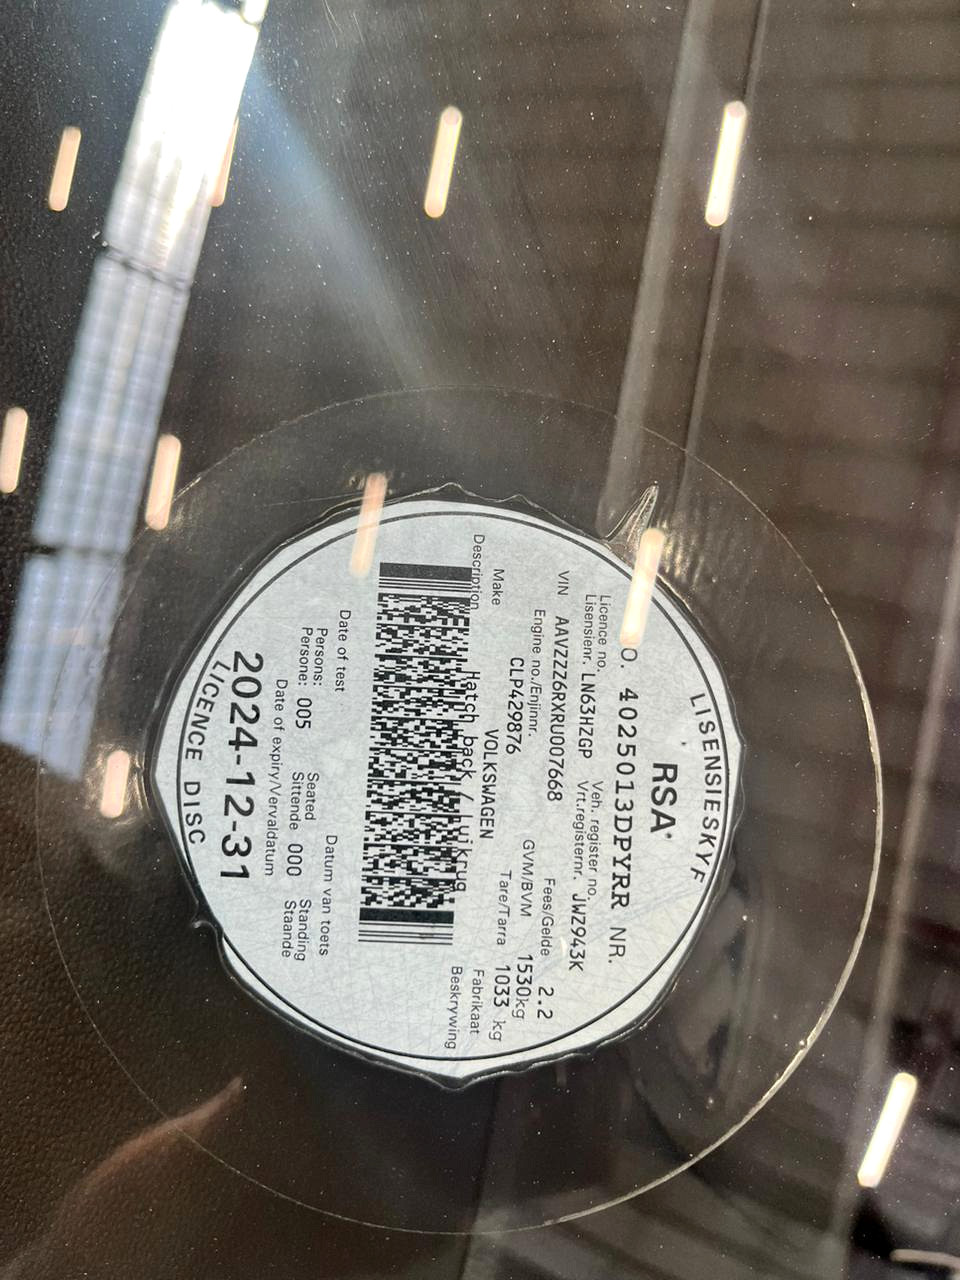 LISENSIESKYF
RSA
O. 4025013DPYRR NR.
Licence no. Veh. register no.
Lisensienr. LN63HZGP Vrt.registernr. JWZ943K
VIN AAVZZZ6RXRU007668 Fees/Gelde 2.2
Engine no./Enjinnr. GVM/BVM 1530kg
CLP429876 Tare/Tarra 1033 kg
Make VOLKSWAGEN Fabrikaat
Description Hatch back / Luikrug Beskrywing
Date of test Datum van toets
Persons: Seated Standing
Persone: 005 Sittende 000 Staande
Date of expiry/Vervaldatum
2024-12-31
LICENCE DISC